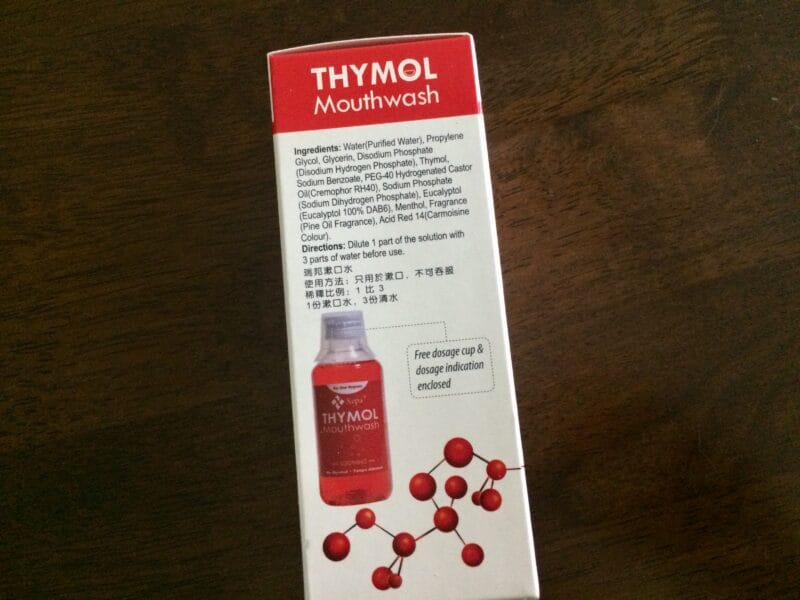 THYMOL
Mouthwash
Ingredients: Water(Purified Water), Propylene
Glycol, Glycerin, Disodium Phosphate
(Disodium Hydrogen Phosphate), Thymol,
Sodium Benzoate, PEG-40 Hydrogenated Castor
Oil(Cremophor RH40), Sodium Phosphate
(Sodium Dihydrogen Phosphate), Eucalyptol
(Eucalyptol 100% DAB6), Menthol, Fragrance
(Pine Oil Fragrance), Acid Red 14(Carmoisine
Colour).
Directions: Dilute 1 part of the solution with
3 parts of water before use.
瑞邦漱口水
使用方法：只用於漱口，不可吞服
稀釋比例：1 比 3
1份漱口水，3份清水
Free dosage cup &
dosage indication
enclosed
Xepa
THYMOL
Mouthwash